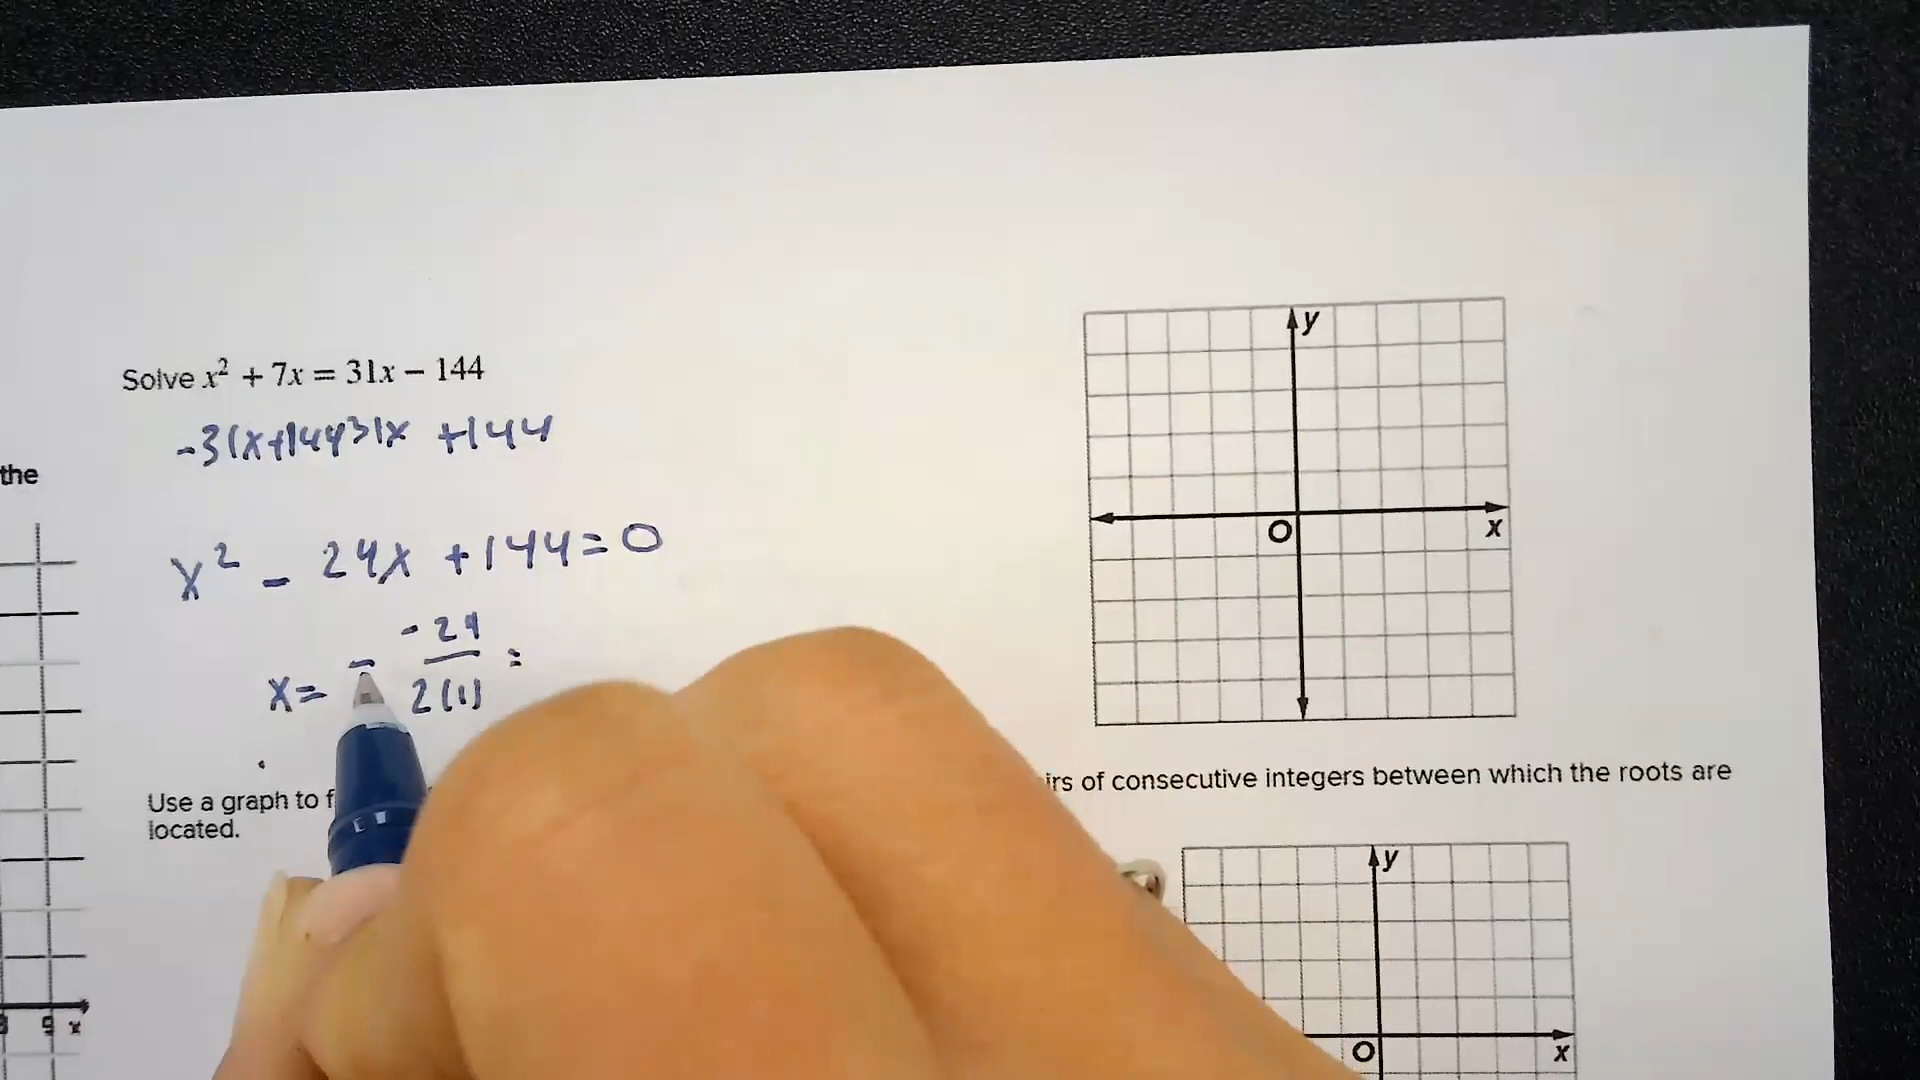 Solve x² + 7x = 31x − 144
-31x+144 31x +144
the
x² - 24x +144=0
x= - -24/2(1) =
y
O
x
Use a graph to
irs of consecutive integers between which the roots are
located.
y
O
x
9 x